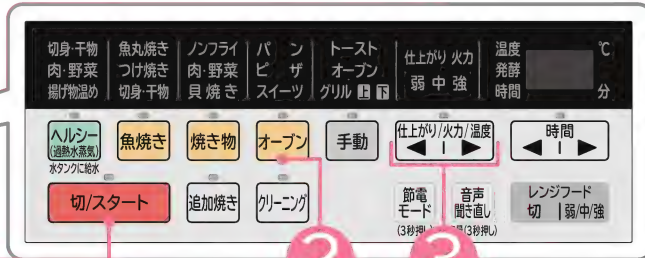 切身・干物 魚丸焼き ノンフライ パン トースト 仕上がり 火力 温度 ℃
肉・野菜 つけ焼き 肉・野菜 ピザ オーブン 弱 中 強 発酵
揚げ物温め 切身・干物 貝焼き スイーツ グリル 上 下 時間 分
ヘルシー (過熱水蒸気) 魚焼き 焼き物 オーブン 手動 仕上がり/火力/温度 ◀ I ▶ 時間 ◀ I ▶
水タンクに給水
切/スタート 追加焼き クリーニング 節電モード 音声聞き直し レンジフード 切 | 弱/中/強
(3秒押し) (3秒押し)
2 3